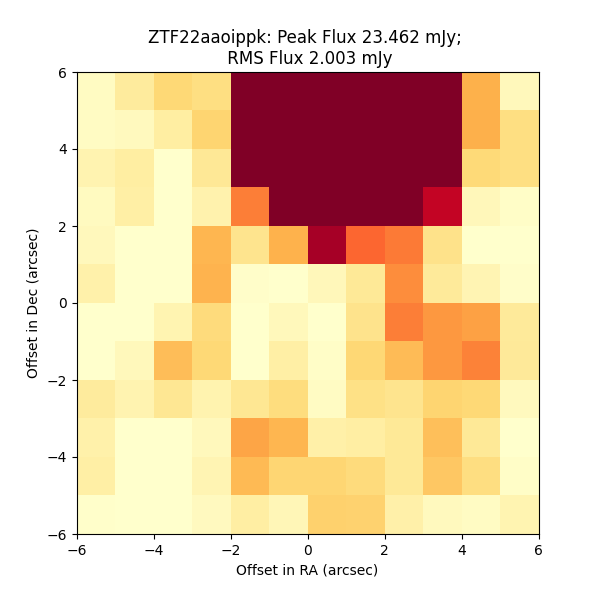 ZTF22aaoippk: Peak Flux 23.462 mJy;
RMS Flux 2.003 mJy
6
4
2
0
−2
−4
−6
Offset in Dec (arcsec)
−6 −4 −2 0 2 4 6
Offset in RA (arcsec)